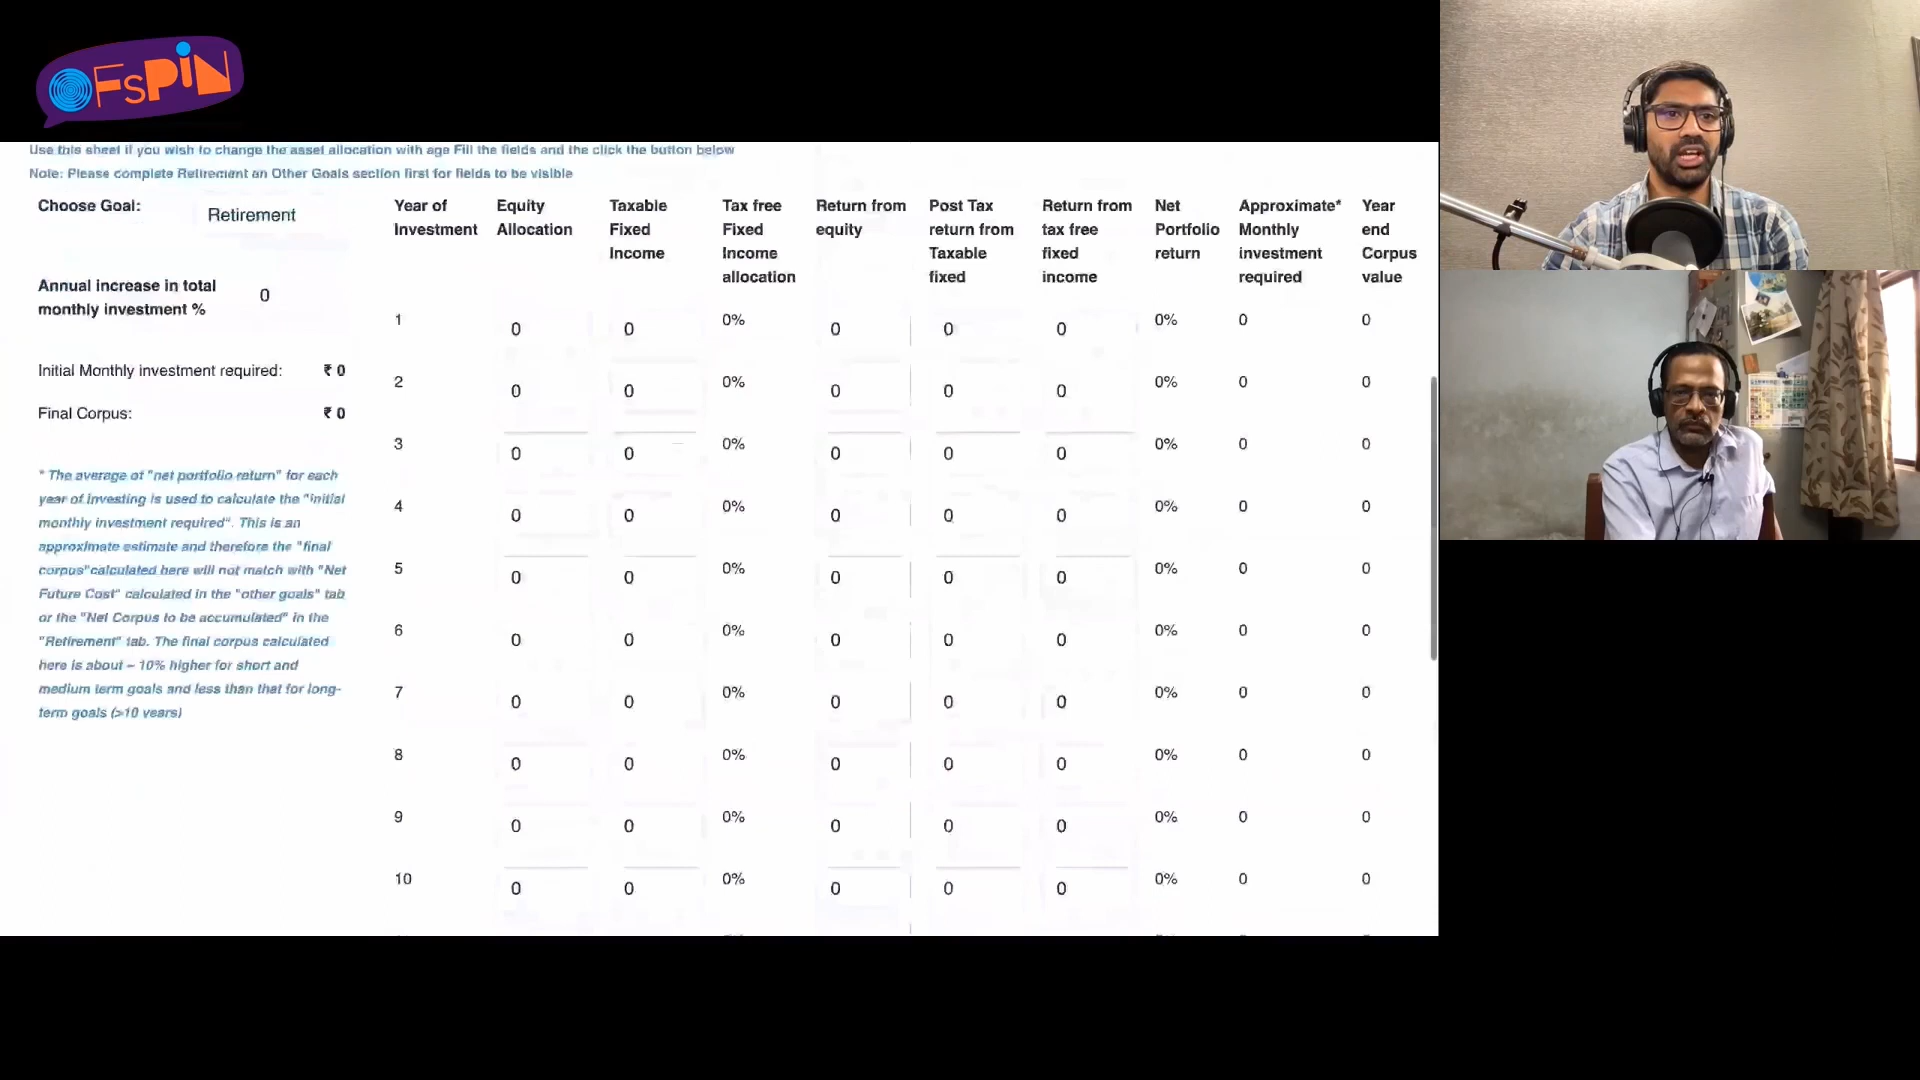 OFSPIN
Use this sheet if you wish to change the asset allocation with age Fill the fields and the click the button below
Note: Please complete Retirement an Other Goals section first for fields to be visible
Choose Goal: Retirement
Annual increase in total
monthly investment % 0
Initial Monthly investment required: ₹ 0
Final Corpus: ₹ 0
* The average of "net portfolio return" for each
year of investing is used to calculate the "initial
monthly investment required". This is an
approximate estimate and therefore the "final
corpus"calculated here will not match with "Net
Future Cost" calculated in the "other goals" tab
or the "Net Corpus to be accumulated" in the
"Retirement" tab. The final corpus calculated
here is about ~ 10% higher for short and
medium term goals and less than that for long-
term goals (>10 years)
Year of Investment Equity Allocation Taxable Fixed Income Tax free Fixed Income allocation Return from equity Post Tax return from Taxable fixed Return from tax free fixed income Net Portfolio return Approximate* Monthly investment required Year end Corpus value
1 0 0 0% 0 0 0 0% 0 0
2 0 0 0% 0 0 0 0% 0 0
3 0 0 0% 0 0 0 0% 0 0
4 0 0 0% 0 0 0 0% 0 0
5 0 0 0% 0 0 0 0% 0 0
6 0 0 0% 0 0 0 0% 0 0
7 0 0 0% 0 0 0 0% 0 0
8 0 0 0% 0 0 0 0% 0 0
9 0 0 0% 0 0 0 0% 0 0
10 0 0 0% 0 0 0 0% 0 0